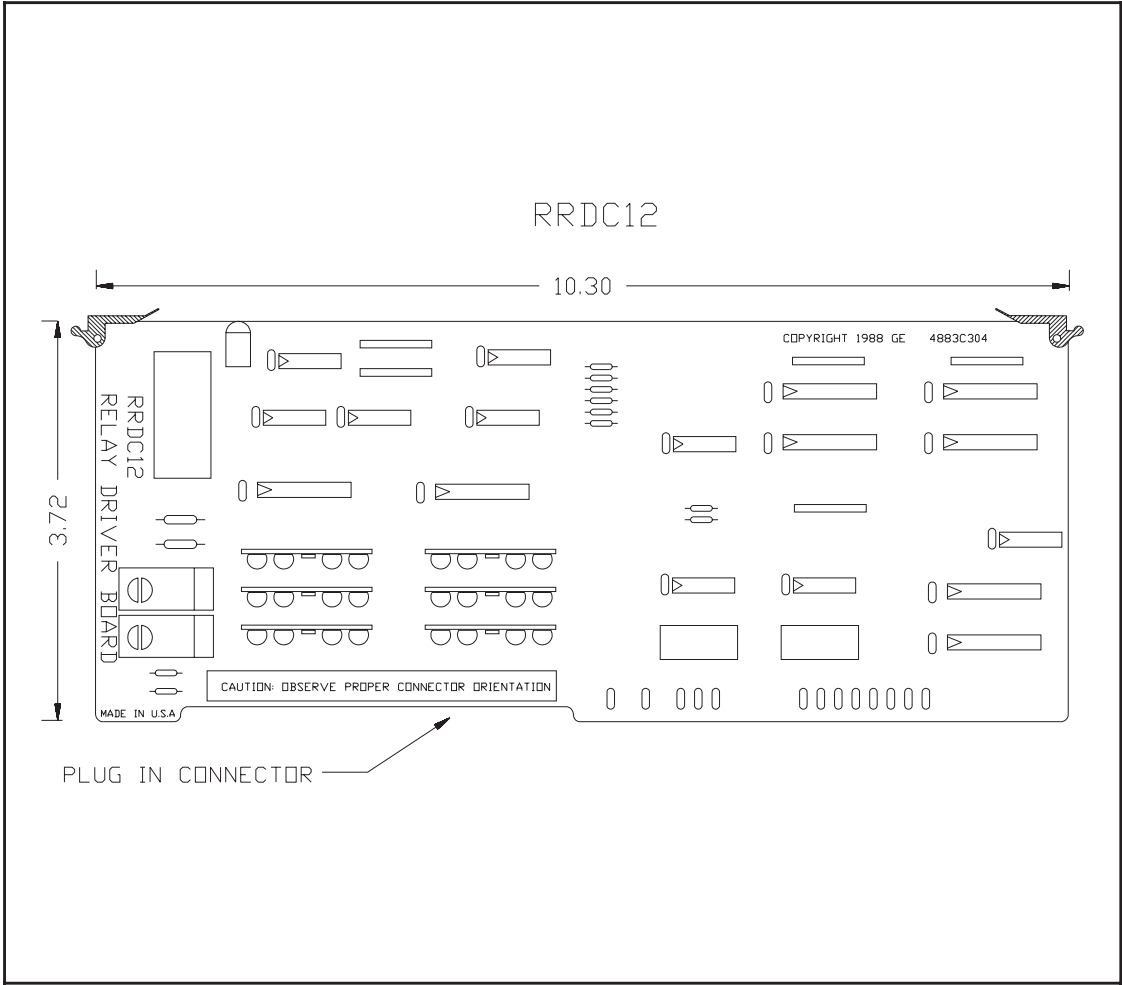 RRDC12
10.30
COPYRIGHT 1988 GE 4883C304
RRDC12
RELAY DRIVER BOARD
3.72
CAUTION: OBSERVE PROPER CONNECTOR ORIENTATION
MADE IN U.S.A
PLUG IN CONNECTOR